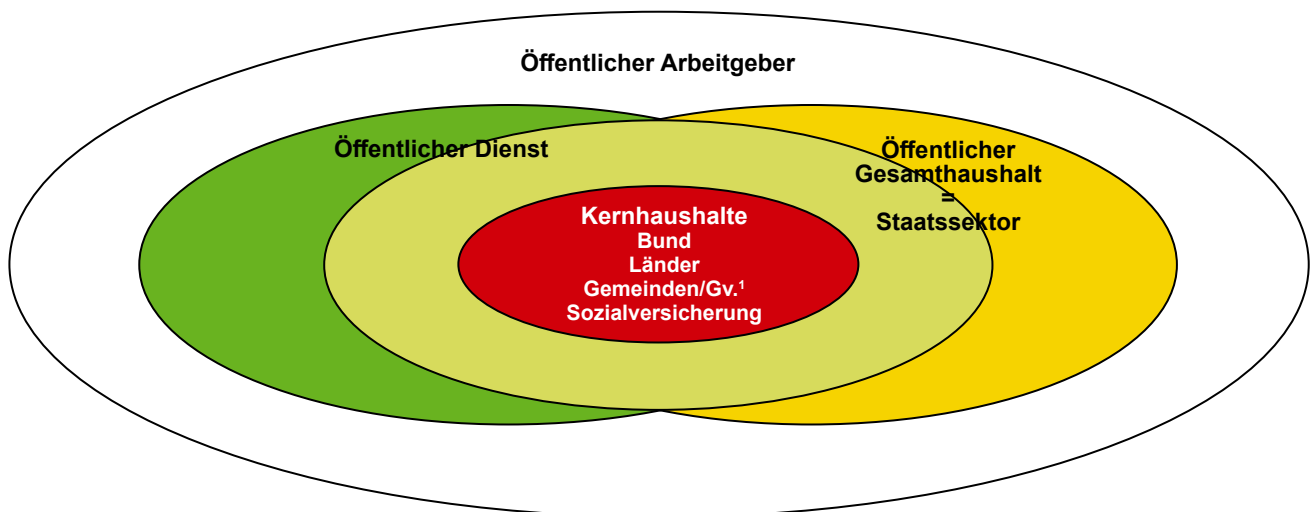 Öffentlicher Arbeitgeber
Öffentlicher Dienst
Öffentlicher
Gesamthaushalt
=
Staatssektor
Kernhaushalte
Bund
Länder
Gemeinden/Gv.¹
Sozialversicherung